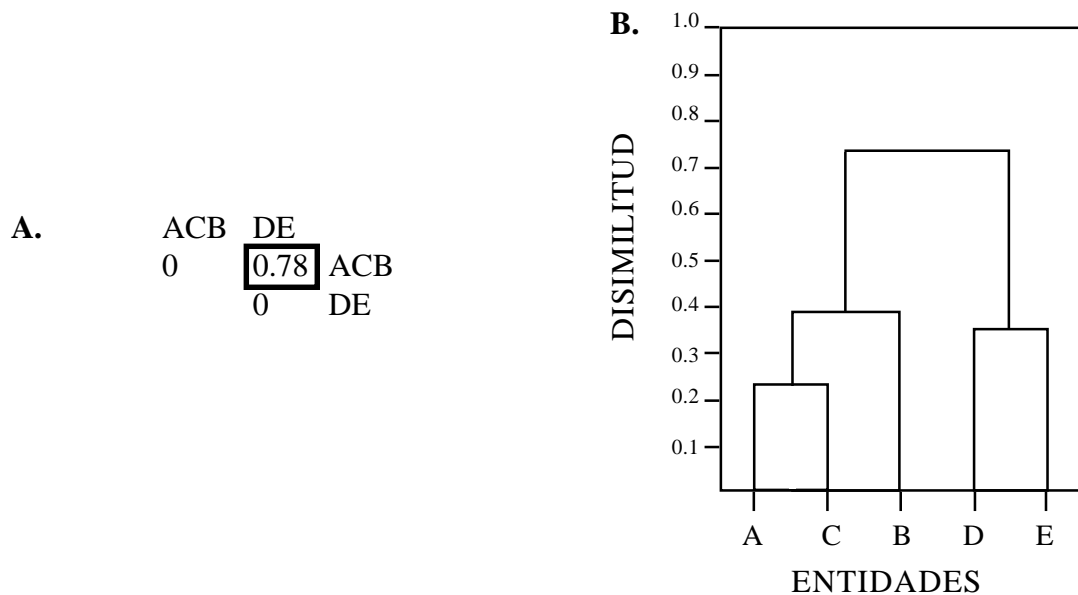 A.
ACB DE
0 0.78 ACB
0 DE
B.
DISIMILITUD
1.0
0.9
0.8
0.7
0.6
0.5
0.4
0.3
0.2
0.1
A C B D E
ENTIDADES